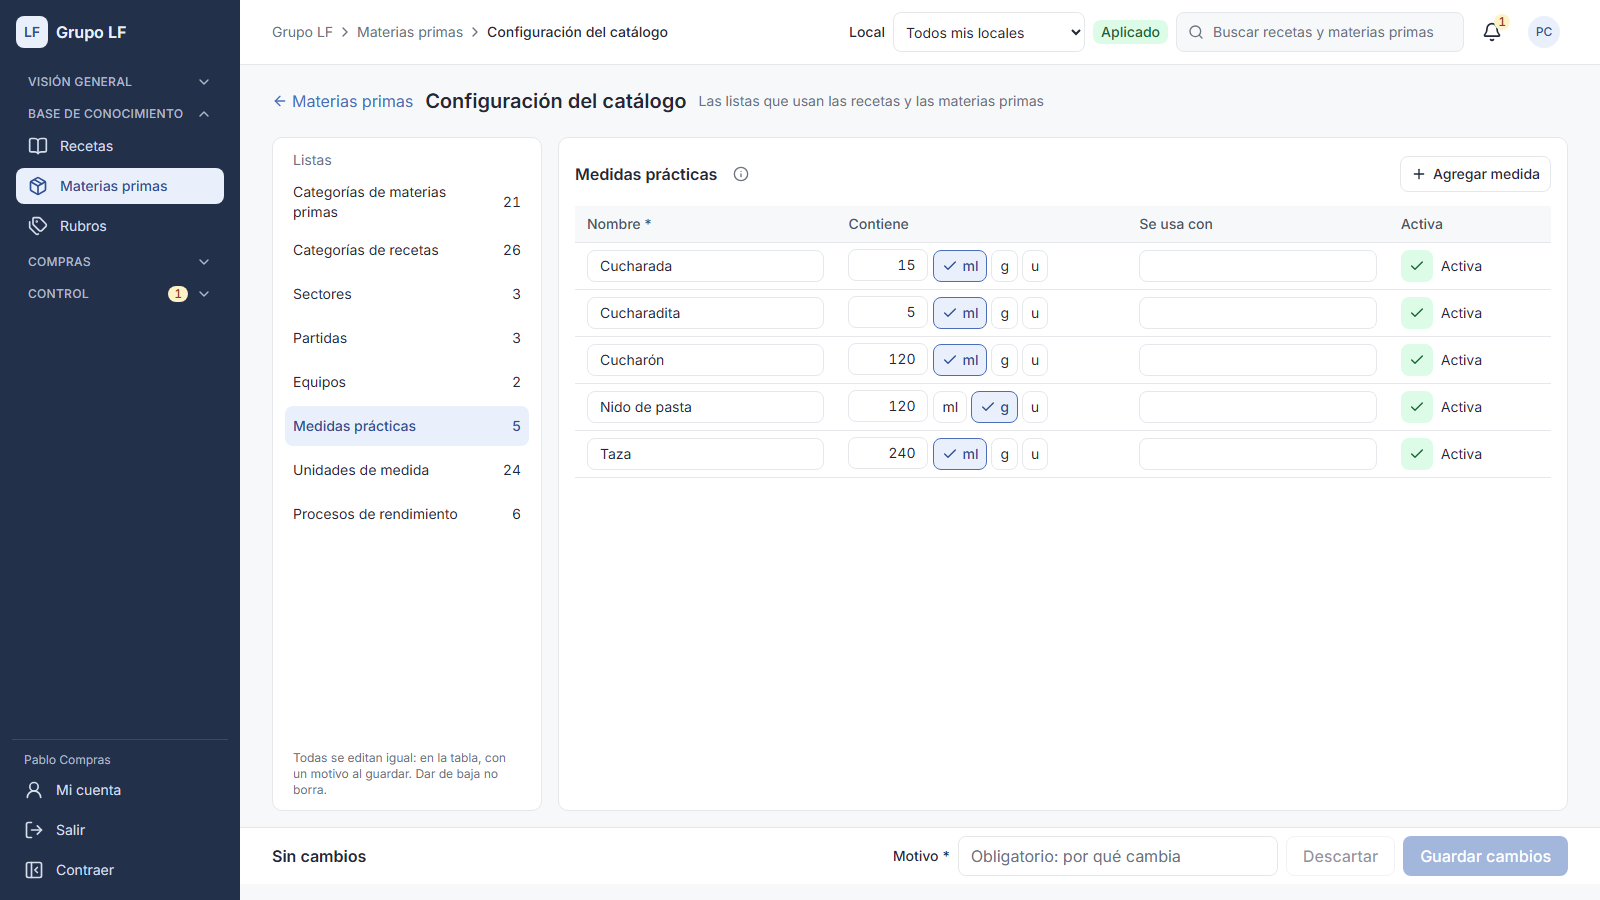 LF Grupo LF
VISIÓN GENERAL
BASE DE CONOCIMIENTO
Recetas
Materias primas
Rubros
COMPRAS
CONTROL 1
Pablo Compras
Mi cuenta
Salir
Contraer
Grupo LF Materias primas Configuración del catálogo
Local Todos mis locales Aplicado Buscar recetas y materias primas 1 PC
Materias primas Configuración del catálogo Las listas que usan las recetas y las materias primas
Listas
Categorías de materias
primas 21
Categorías de recetas 26
Sectores 3
Partidas 3
Equipos 2
Medidas prácticas 5
Unidades de medida 24
Procesos de rendimiento 6
Todas se editan igual: en la tabla, con
un motivo al guardar. Dar de baja no
borra.
Medidas prácticas Agregar medida
Nombre * Contiene Se usa con Activa
Cucharada 15 ml g u Activa
Cucharadita 5 ml g u Activa
Cucharón 120 ml g u Activa
Nido de pasta 120 ml g u Activa
Taza 240 ml g u Activa
Sin cambios Motivo * Obligatorio: por qué cambia Descartar Guardar cambios